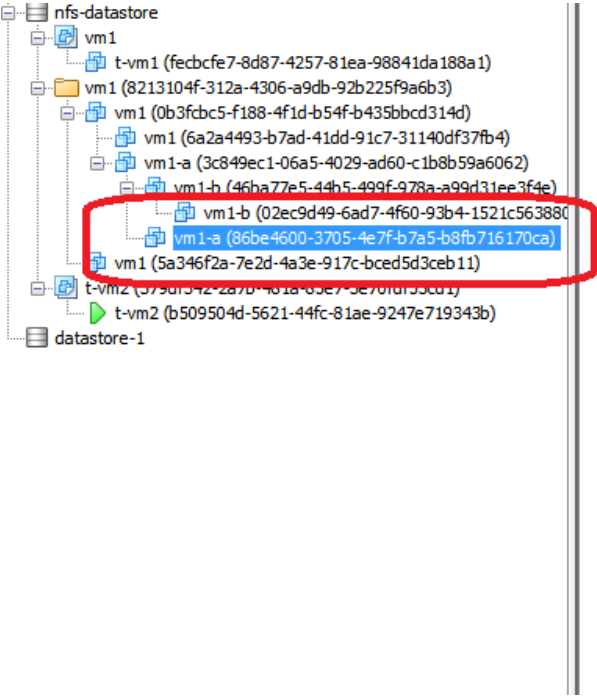 nfs-datastore
vm1
t-vm1 (fecbcfe7-8d87-4257-81ea-98841da188a1)
vm1 (8213104f-312a-4306-a9db-92b225f9a6b3)
vm1 (0b3fcbc5-f188-4f1d-b54f-b435bbcd314d)
vm1 (6a2a4493-b7ad-41dd-91c7-31140df37fb4)
vm1-a (3c849ec1-06a5-4029-ad60-c1b8b59a6062)
vm1-b (46ba77e5-44b5-499f-978a-a99d31ee3f4e)
vm1-b (02ec9d49-6ad7-4f60-93b4-1521c563880
vm1-a (86be4600-3705-4e7f-b7a5-b8fb716170ca)
vm1 (5a346f2a-7e2d-4a3e-917c-bced5d3ceb11)
t-vm2
t-vm2 (b509504d-5621-44fc-81ae-9247e719343b)
datastore-1